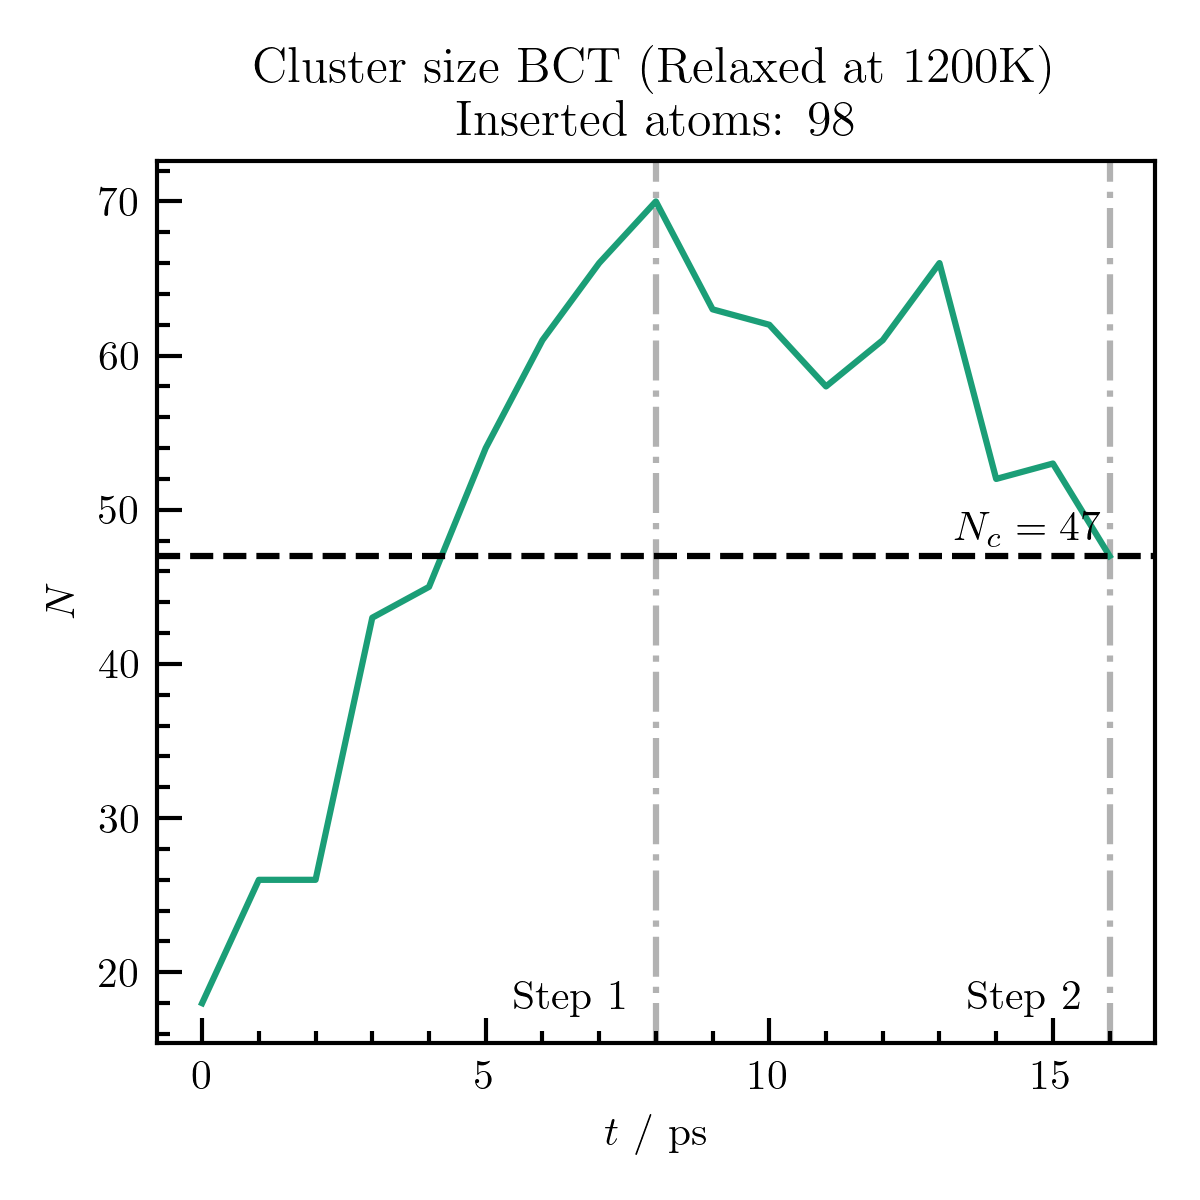 Cluster size BCT (Relaxed at 1200K)
Inserted atoms: 98
70
60
50
40
30
20
N
N_c = 47
Step 1
Step 2
0 5 10 15
t / ps